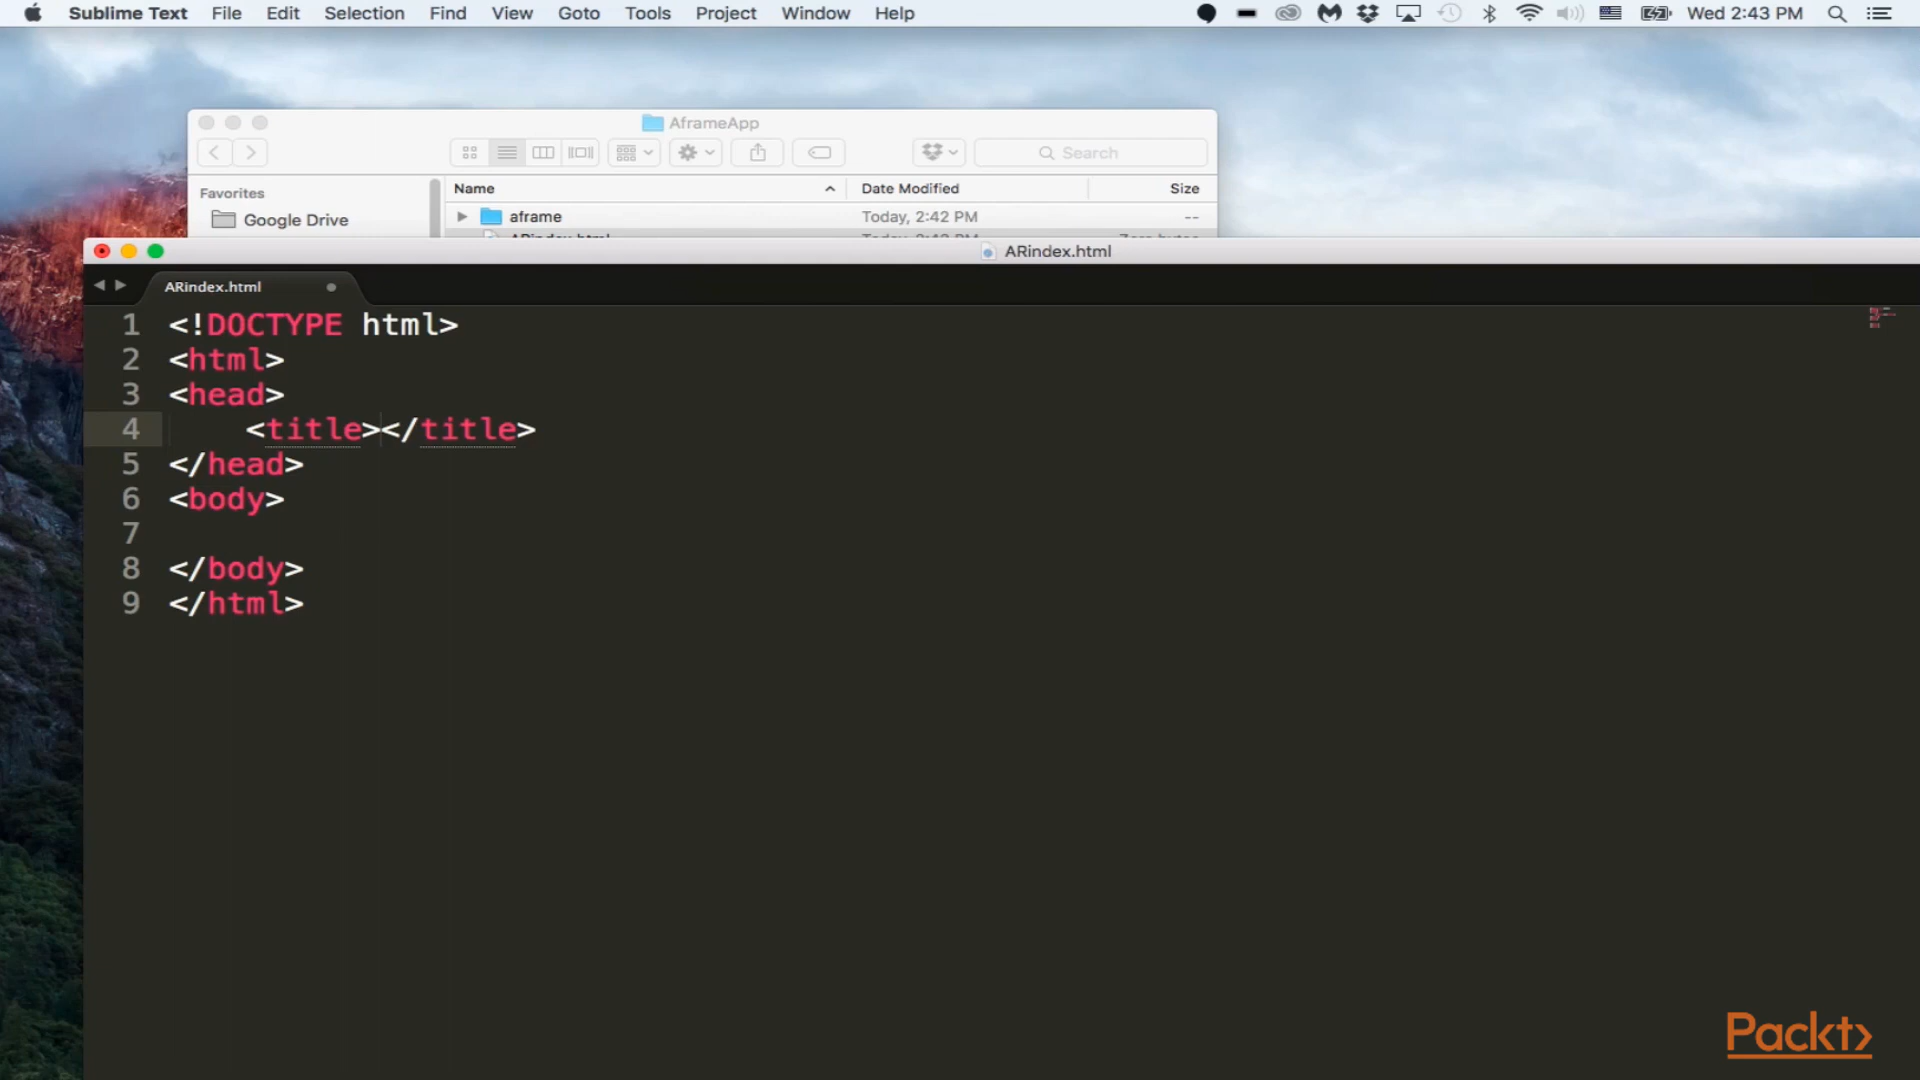 Sublime Text File Edit Selection Find View Goto Tools Project Window Help Wed 2:43 PM
AframeApp
Search
Favorites
Name Date Modified Size
Google Drive
aframe Today, 2:42 PM --
ARindex.html
ARindex.html
1 <!DOCTYPE html>
2 <html>
3 <head>
4 <title></title>
5 </head>
6 <body>
7
8 </body>
9 </html>
Packt>